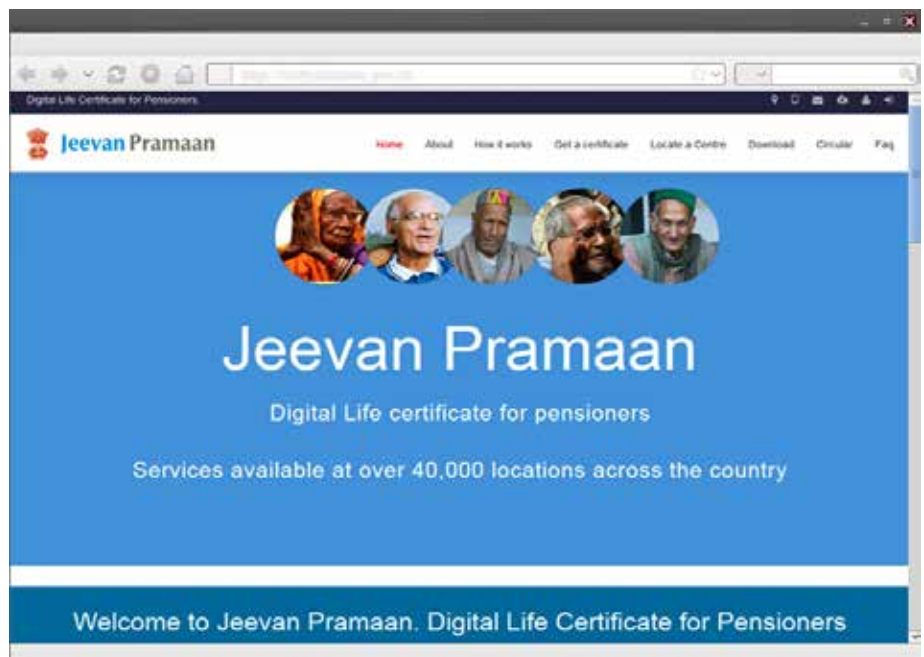 Digital Life Certificate for Pensioners.
Jeevan Pramaan
Home About How it works Get a certificate Locate a Centre Download Circular Faq
Jeevan Pramaan
Digital Life certificate for pensioners
Services available at over 40,000 locations across the country
Welcome to Jeevan Pramaan. Digital Life Certificate for Pensioners